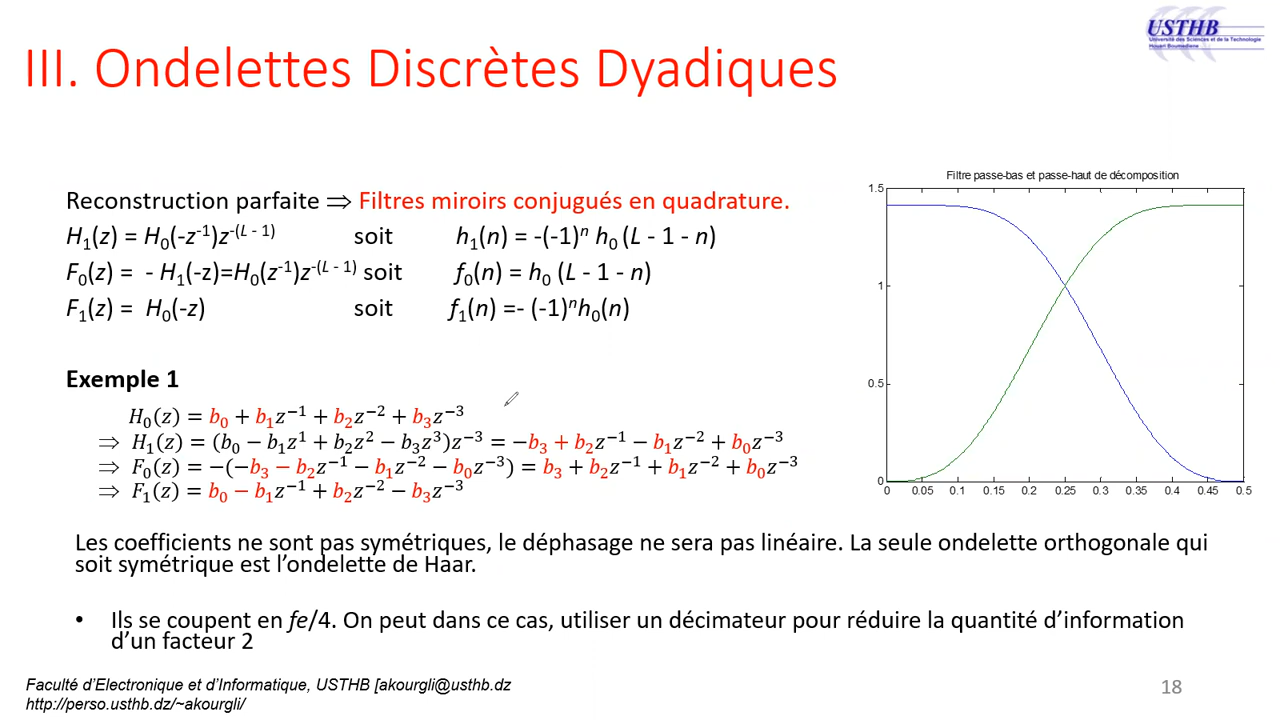 USTHB
Université des Sciences et de la Technologie
Houari Boumediene
III. Ondelettes Discrètes Dyadiques
Reconstruction parfaite ⇒ Filtres miroirs conjugués en quadrature.
H₁(z) = H₀(-z⁻¹)z⁻⁽ᴸ ⁻ ¹⁾ soit h₁(n) = -(-1)ⁿ h₀ (L - 1 - n)
F₀(z) = - H₁(-z)=H₀(z⁻¹)z⁻⁽ᴸ ⁻ ¹⁾ soit f₀(n) = h₀ (L - 1 - n)
F₁(z) = H₀(-z) soit f₁(n) =- (-1)ⁿh₀(n)
Exemple 1
H₀(z) = b₀ + b₁z⁻¹ + b₂z⁻² + b₃z⁻³
⇒ H₁(z) = (b₀ − b₁z¹ + b₂z² − b₃z³)z⁻³ = −b₃ + b₂z⁻¹ − b₁z⁻² + b₀z⁻³
⇒ F₀(z) = −(−b₃ − b₂z⁻¹ − b₁z⁻² − b₀z⁻³) = b₃ + b₂z⁻¹ + b₁z⁻² + b₀z⁻³
⇒ F₁(z) = b₀ − b₁z⁻¹ + b₂z⁻² − b₃z⁻³
Filtre passe-bas et passe-haut de décomposition
1.5
1
0.5
0
0 0.05 0.1 0.15 0.2 0.25 0.3 0.35 0.4 0.45 0.5
Les coefficients ne sont pas symétriques, le déphasage ne sera pas linéaire. La seule ondelette orthogonale qui
soit symétrique est l’ondelette de Haar.
• Ils se coupent en fe/4. On peut dans ce cas, utiliser un décimateur pour réduire la quantité d’information
d’un facteur 2
Faculté d’Electronique et d’Informatique, USTHB [akourgli@usthb.dz
http://perso.usthb.dz/~akourgli/
18